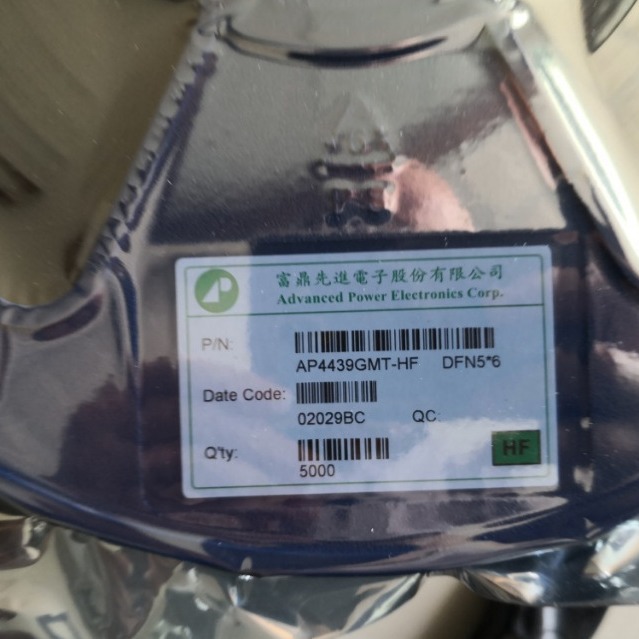 AP
富鼎先進電子股份有限公司
Advanced Power Electronics Corp.
P/N:
AP4439GMT-HF DFN5*6
Date Code:
02029BC QC:
Q'ty:
5000
HF